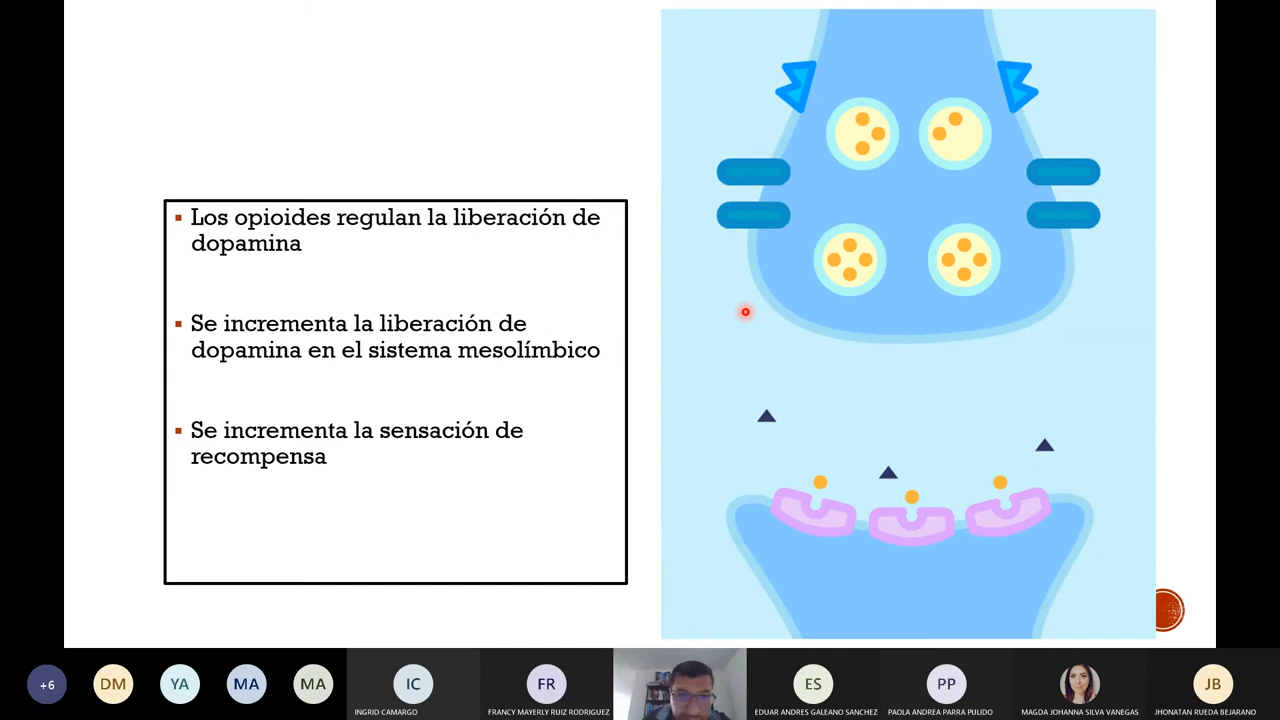 Los opioides regulan la liberación de
dopamina
Se incrementa la liberación de
dopamina en el sistema mesolímbico
Se incrementa la sensación de
recompensa
+6
DM
YA
MA
MA
IC
FR
ES
PP
JB
INGRID CAMARGO
FRANCY MAYERLY RUIZ RODRIGUEZ
EDUAR ANDRES GALEANO SANCHEZ
PAOLA ANDREA PARRA PULIDO
MAGDA JOHANNA SILVA VANEGAS
JHONATAN RUEDA BEJARANO